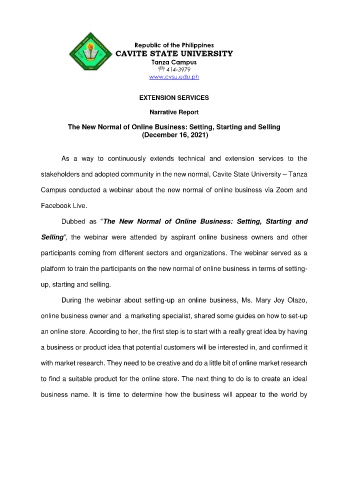 Republic of the Philippines
CAVITE STATE UNIVERSITY
Tanza Campus
☎ 414-3979
www.cvsu.edu.ph
EXTENSION SERVICES
Narrative Report
The New Normal of Online Business: Setting, Starting and Selling
(December 16, 2021)
As a way to continuously extends technical and extension services to the
stakeholders and adopted community in the new normal, Cavite State University – Tanza
Campus conducted a webinar about the new normal of online business via Zoom and
Facebook Live.
Dubbed as "The New Normal of Online Business: Setting, Starting and
Selling", the webinar were attended by aspirant online business owners and other
participants coming from different sectors and organizations. The webinar served as a
platform to train the participants on the new normal of online business in terms of setting-
up, starting and selling.
During the webinar about setting-up an online business, Ms. Mary Joy Olazo,
online business owner and a marketing specialist, shared some guides on how to set-up
an online store. According to her, the first step is to start with a really great idea by having
a business or product idea that potential customers will be interested in, and confirmed it
with market research. They need to be creative and do a little bit of online market research
to find a suitable product for the online store. The next thing to do is to create an ideal
business name. It is time to determine how the business will appear to the world by